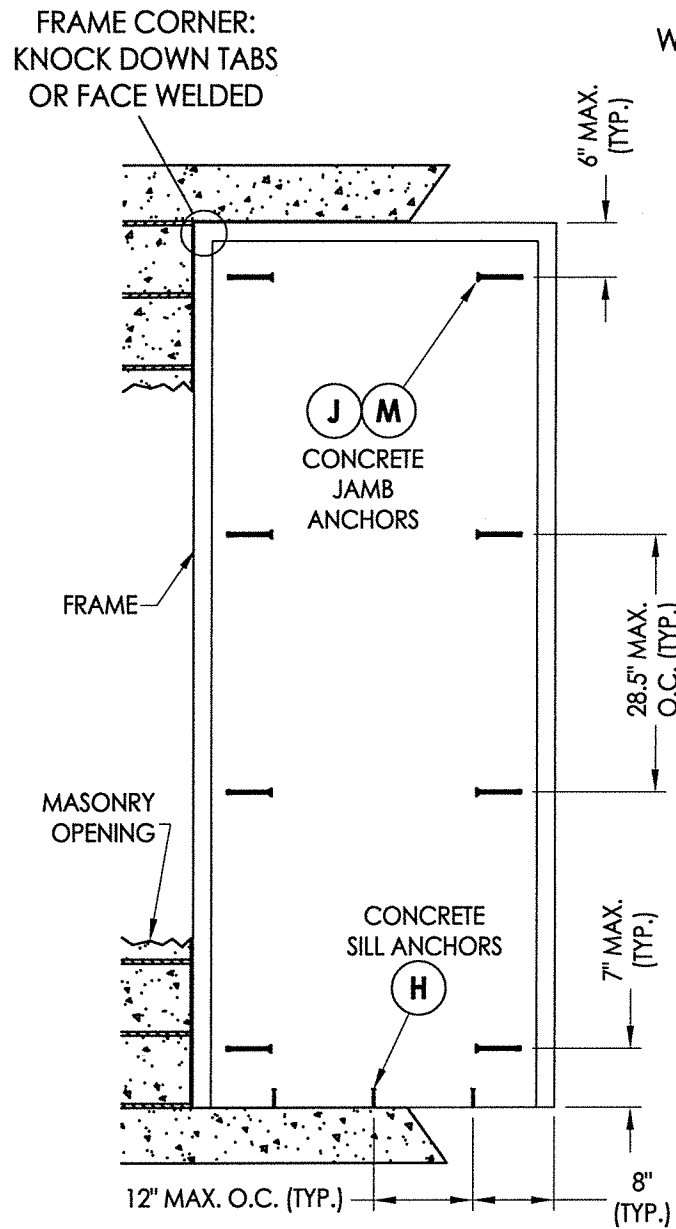 FRAME CORNER:
KNOCK DOWN TABS
OR FACE WELDED
W
6" MAX.
(TYP.)
J M
CONCRETE
JAMB
ANCHORS
FRAME
28.5" MAX.
O.C. (TYP.)
MASONRY
OPENING
CONCRETE
SILL ANCHORS
H
7" MAX.
(TYP.)
12" MAX. O.C. (TYP.)
8"
(TYP.)